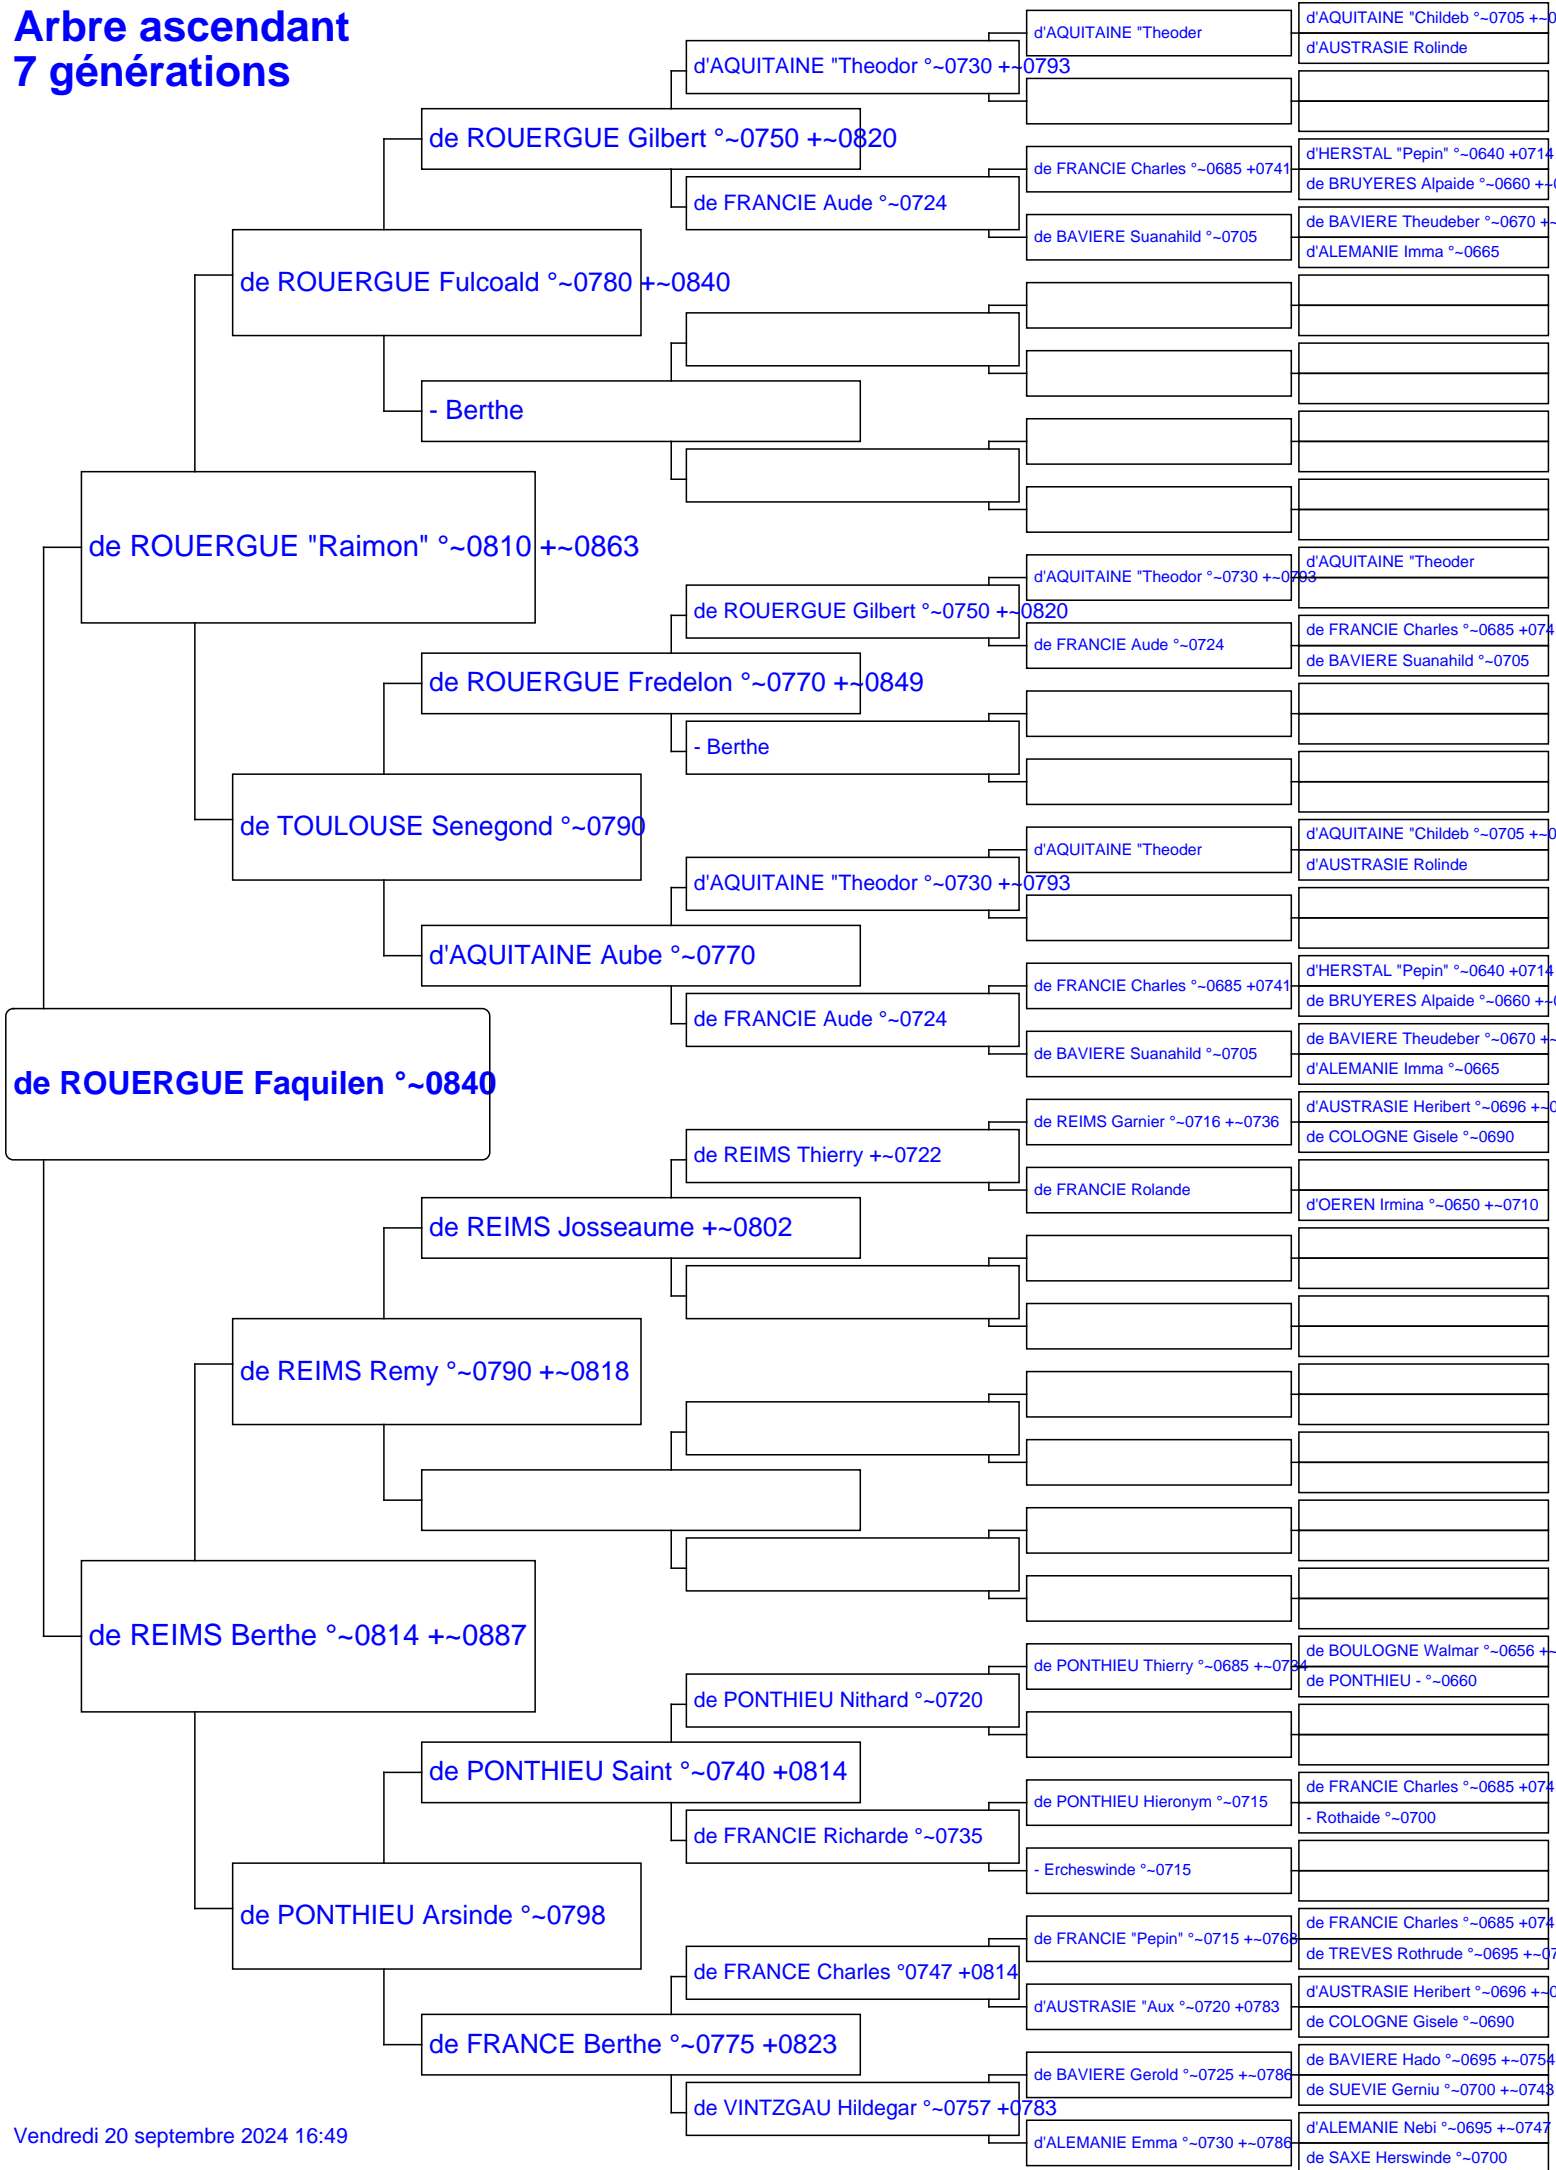 Arbre ascendant
7 générations
de ROUERGUE Faquilen °~0840
de ROUERGUE "Raimon" °~0810 +~0863
de REIMS Berthe °~0814 +~0887
de ROUERGUE Fulcoald °~0780 +~0840
de TOULOUSE Senegond °~0790
de REIMS Remy °~0790 +~0818
de PONTHIEU Arsinde °~0798
de ROUERGUE Gilbert °~0750 +~0820
- Berthe
de ROUERGUE Fredelon °~0770 +~0849
d'AQUITAINE Aube °~0770
de REIMS Josseaume +~0802
de PONTHIEU Saint °~0740 +0814
de FRANCE Berthe °~0775 +0823
d'AQUITAINE "Theodor °~0730 +~0793
de FRANCIE Aude °~0724
de ROUERGUE Gilbert °~0750 +~0820
- Berthe
d'AQUITAINE "Theodor °~0730 +~0793
de FRANCIE Aude °~0724
de REIMS Thierry +~0722
de PONTHIEU Nithard °~0720
de FRANCIE Richarde °~0735
de FRANCE Charles °0747 +0814
de VINTZGAU Hildegar °~0757 +0783
d'AQUITAINE "Theoder
de FRANCIE Charles °~0685 +0741
de BAVIERE Suanahild °~0705
d'AQUITAINE "Theodor °~0730 +~0793
de FRANCIE Aude °~0724
d'AQUITAINE "Theoder
de FRANCIE Charles °~0685 +0741
de BAVIERE Suanahild °~0705
de REIMS Garnier °~0716 +~0736
de FRANCIE Rolande
de PONTHIEU Thierry °~0685 +~0734
de PONTHIEU Hieronym °~0715
- Ercheswinde °~0715
de FRANCIE "Pepin" °~0715 +~0768
d'AUSTRASIE "Aux °~0720 +0783
de BAVIERE Gerold °~0725 +~0786
d'ALEMANIE Emma °~0730 +~0786
d'AQUITAINE "Childeb °~0705 +~0
d'AUSTRASIE Rolinde
d'HERSTAL "Pepin" °~0640 +0714
de BRUYERES Alpaide °~0660 +~0
de BAVIERE Theudeber °~0670 +~
d'ALEMANIE Imma °~0665
d'AQUITAINE "Theoder
de FRANCIE Charles °~0685 +074
de BAVIERE Suanahild °~0705
d'AQUITAINE "Childeb °~0705 +~0
d'AUSTRASIE Rolinde
d'HERSTAL "Pepin" °~0640 +0714
de BRUYERES Alpaide °~0660 +~0
de BAVIERE Theudeber °~0670 +~
d'ALEMANIE Imma °~0665
d'AUSTRASIE Heribert °~0696 +~0
de COLOGNE Gisele °~0690
d'OEREN Irmina °~0650 +~0710
de BOULOGNE Walmar °~0656 +~
de PONTHIEU - °~0660
de FRANCIE Charles °~0685 +074
- Rothaide °~0700
de FRANCIE Charles °~0685 +074
de TREVES Rothrude °~0695 +~07
d'AUSTRASIE Heribert °~0696 +~0
de COLOGNE Gisele °~0690
de BAVIERE Hado °~0695 +~0754
de SUEVIE Gerniu °~0700 +~0743
d'ALEMANIE Nebi °~0695 +~0747
de SAXE Herswinde °~0700
Vendredi 20 septembre 2024 16:49